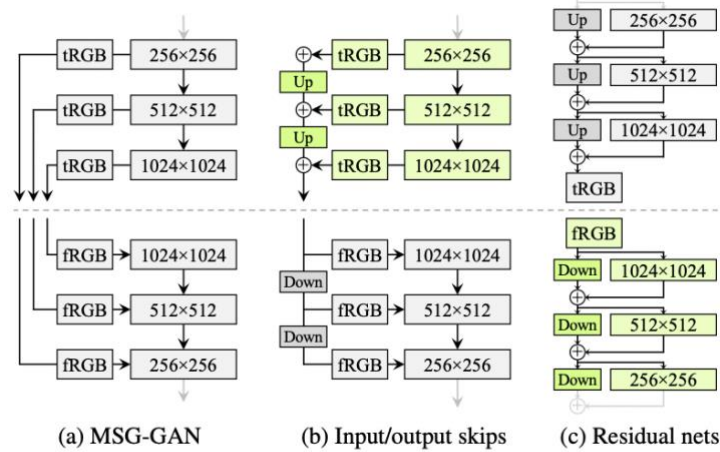 tRGB 256×256
tRGB 512×512
tRGB 1024×1024
fRGB 1024×1024
fRGB 512×512
fRGB 256×256
(a) MSG-GAN
tRGB 256×256
Up
tRGB 512×512
Up
tRGB 1024×1024
fRGB 1024×1024
Down
fRGB 512×512
Down
fRGB 256×256
(b) Input/output skips
Up 256×256
Up 512×512
Up 1024×1024
tRGB
fRGB
Down 1024×1024
Down 512×512
Down 256×256
(c) Residual nets